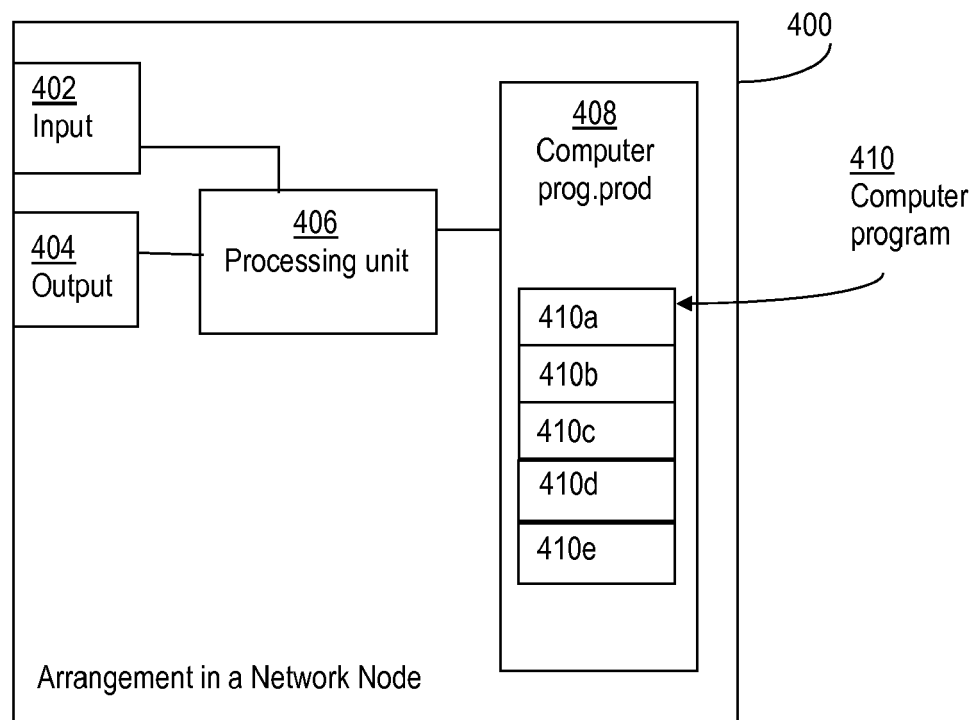 400
402
Input
404
Output
406
Processing unit
408
Computer
prog.prod
410
Computer
program
410a
410b
410c
410d
410e
Arrangement in a Network Node